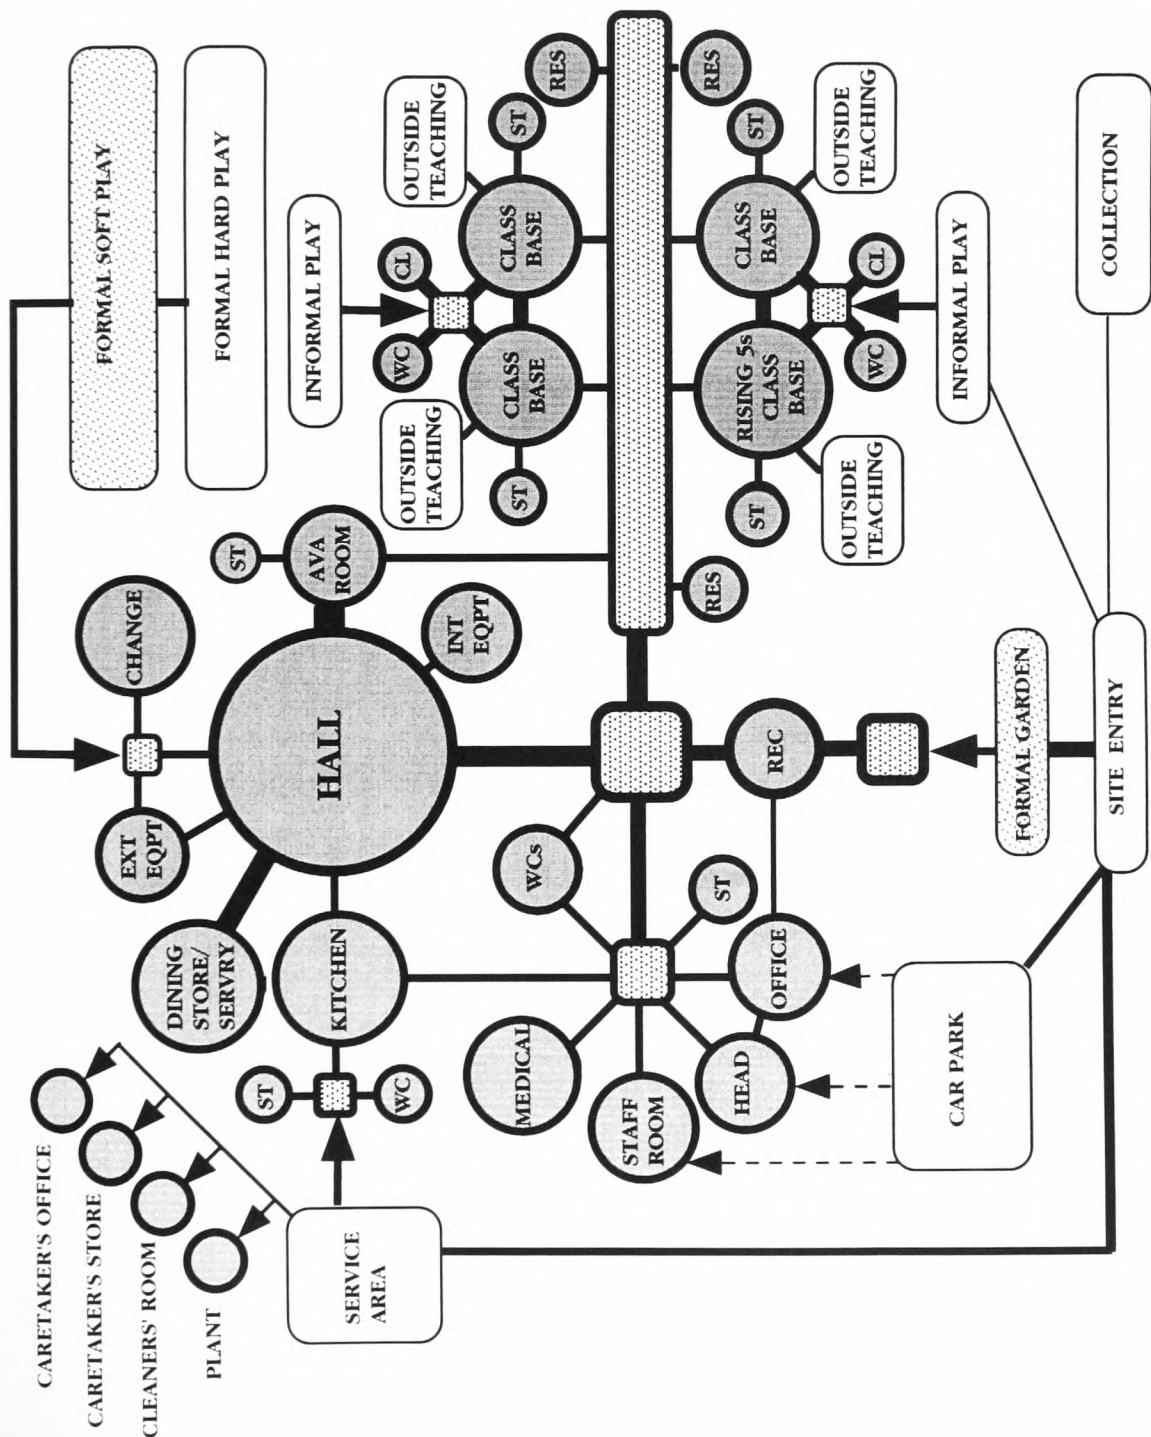 CARETAKER'S OFFICE
CARETAKER'S STORE
CLEANERS' ROOM
PLANT
FORMAL SOFT PLAY
FORMAL HARD PLAY
CHANGE
EXT
EQPT
DINING
STORE/
SERVRY
ST
AVA
ROOM
HALL
INT
EQPT
KITCHEN
ST
WC
SERVICE
AREA
INFORMAL PLAY
WC
CL
OUTSIDE
TEACHING
OUTSIDE
TEACHING
ST
CLASS
BASE
CLASS
BASE
ST
RES
MEDICAL
WCs
STAFF
ROOM
HEAD
ST
OFFICE
REC
RES
RES
ST
RISING 5s
CLASS
BASE
CLASS
BASE
ST
OUTSIDE
TEACHING
OUTSIDE
TEACHING
WC
CL
INFORMAL PLAY
CAR PARK
FORMAL GARDEN
SITE ENTRY
COLLECTION